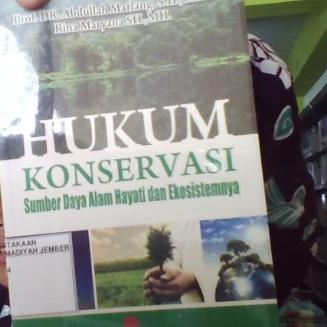 Prof. DR. Abdullah Marlang, S.H.,
Rina Maryana SH.,MH.
HUKUM
KONSERVASI
Sumber Daya Alam Hayati dan Ekosistemnya
STAKAAN
MADIYAH JEMBER